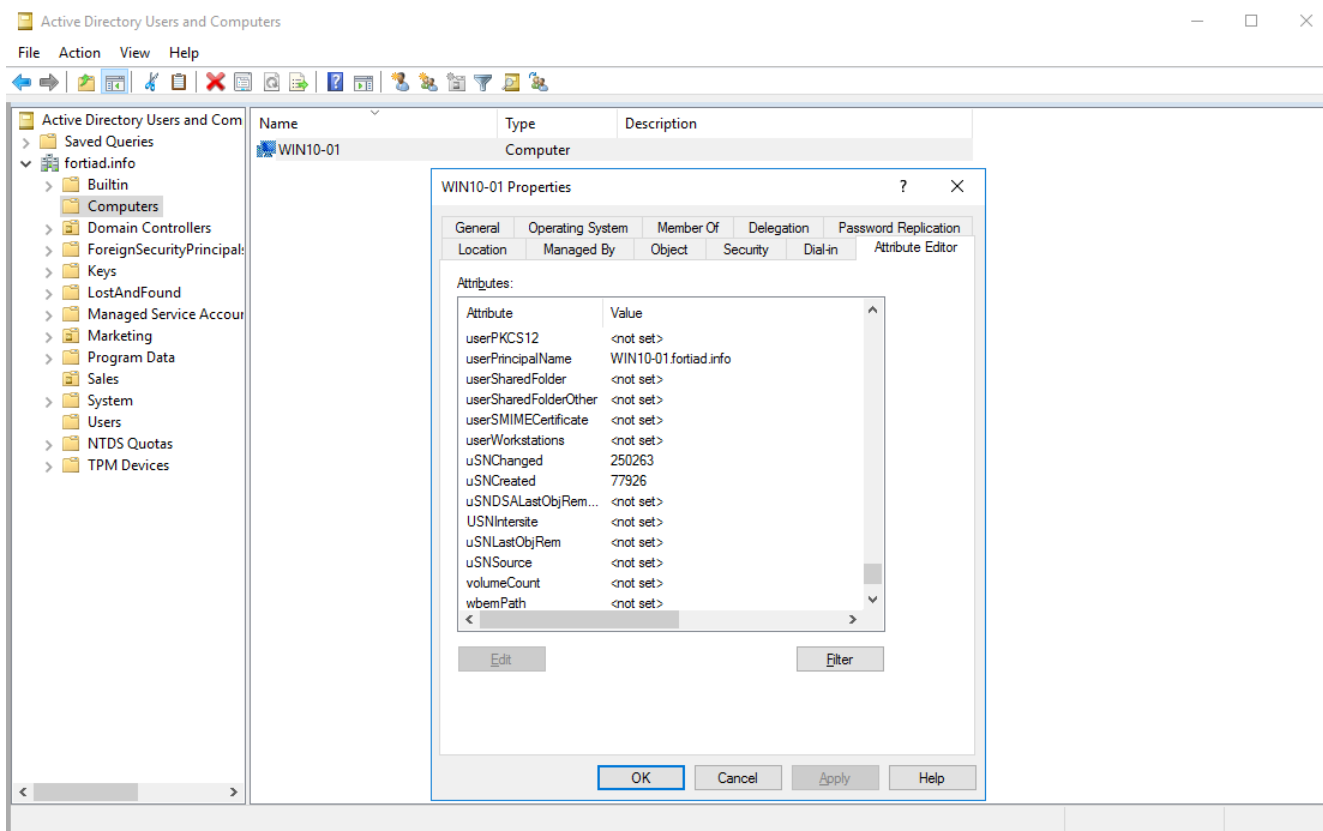 Active Directory Users and Computers
File Action View Help
Active Directory Users and Com
Saved Queries
fortiad.info
Builtin
Computers
Domain Controllers
ForeignSecurityPrincipals
Keys
LostAndFound
Managed Service Accour
Marketing
Program Data
Sales
System
Users
NTDS Quotas
TPM Devices
Name Type Description
WIN10-01 Computer
WIN10-01 Properties
General Operating System Member Of Delegation Password Replication
Location Managed By Object Security Dial-in Attribute Editor
Attributes:
Attribute Value
userPKCS12 <not set>
userPrincipalName WIN10-01.fortiad.info
userSharedFolder <not set>
userSharedFolderOther <not set>
userSMIMECertificate <not set>
userWorkstations <not set>
uSNChanged 250263
uSNCreated 77926
uSNDSALastObjRem... <not set>
USNIntersite <not set>
uSNLastObjRem <not set>
uSNSource <not set>
volumeCount <not set>
wbemPath <not set>
Edit Filter
OK Cancel Apply Help